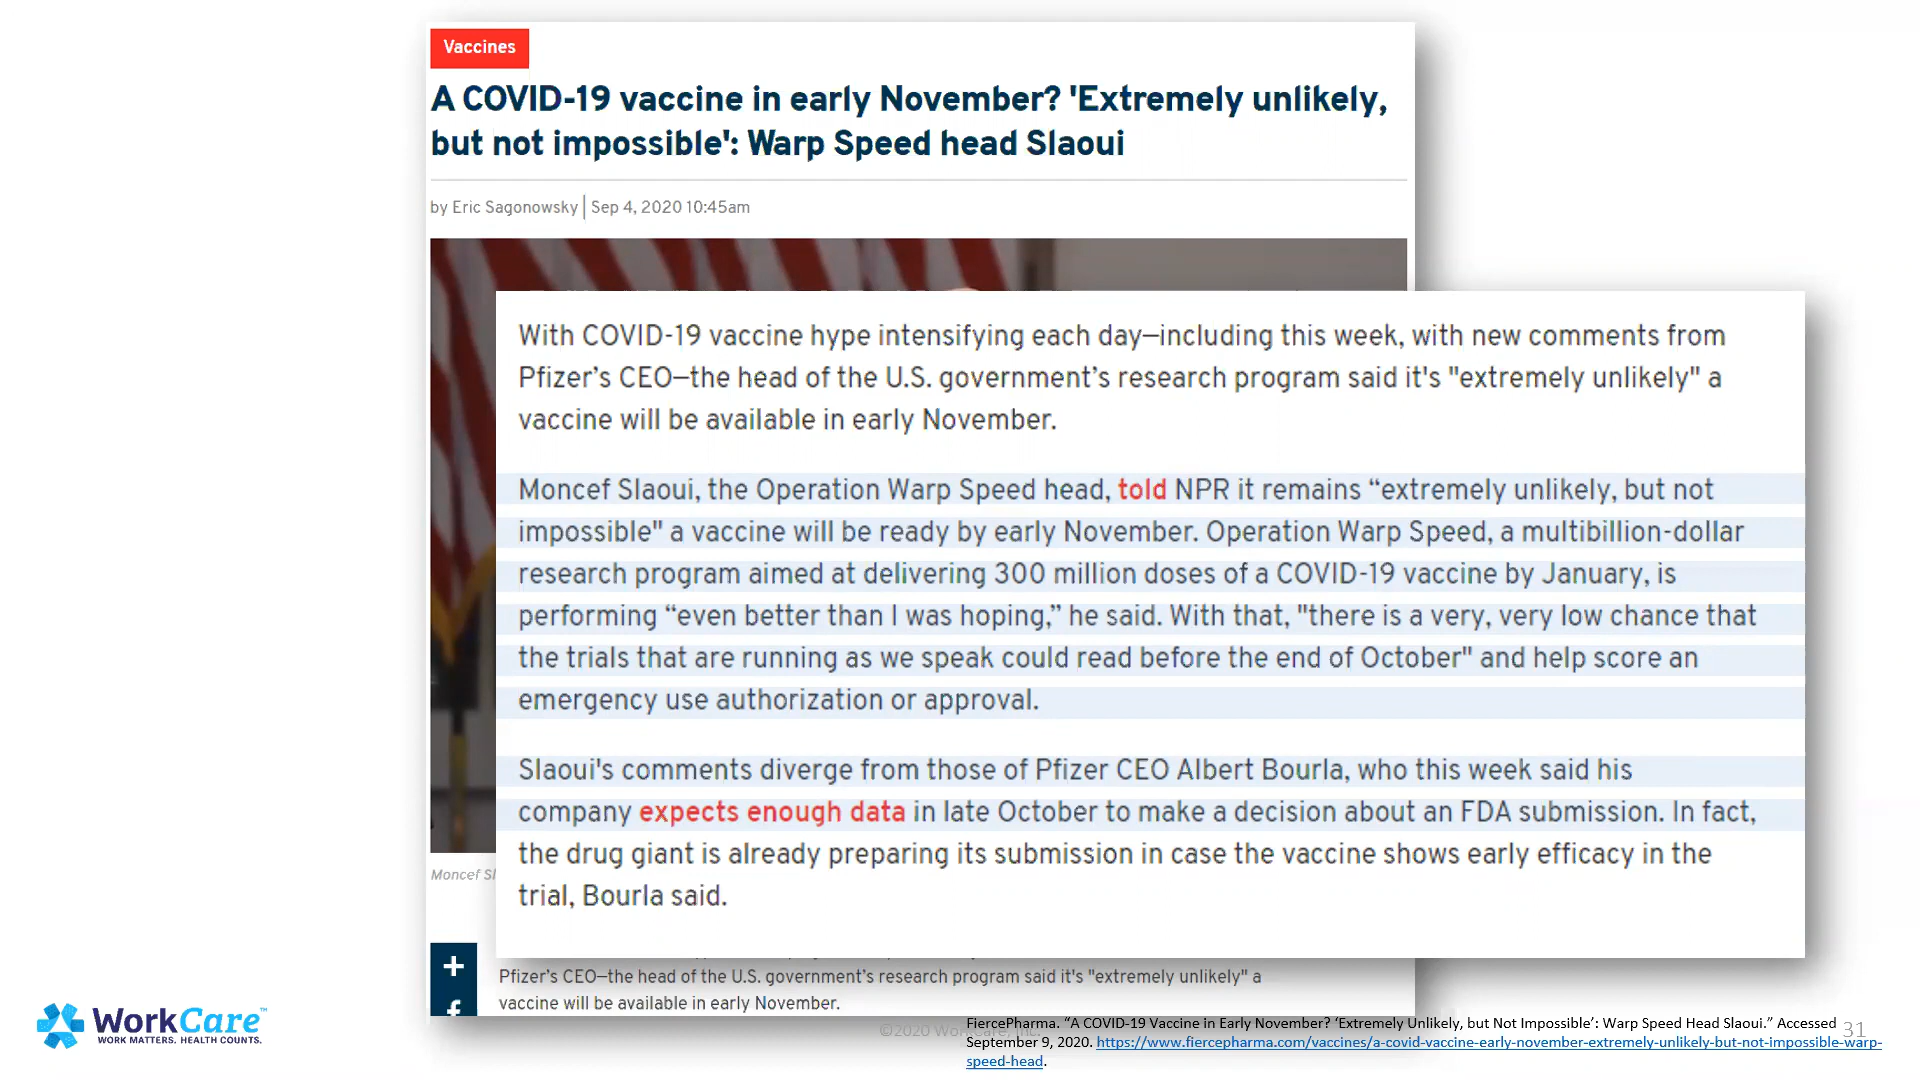 Vaccines
A COVID-19 vaccine in early November? 'Extremely unlikely,
but not impossible': Warp Speed head Slaoui
by Eric Sagonowsky | Sep 4, 2020 10:45am
With COVID-19 vaccine hype intensifying each day—including this week, with new comments from
Pfizer’s CEO—the head of the U.S. government’s research program said it's "extremely unlikely" a
vaccine will be available in early November.
Moncef Slaoui, the Operation Warp Speed head, told NPR it remains “extremely unlikely, but not
impossible" a vaccine will be ready by early November. Operation Warp Speed, a multibillion-dollar
research program aimed at delivering 300 million doses of a COVID-19 vaccine by January, is
performing “even better than I was hoping,” he said. With that, "there is a very, very low chance that
the trials that are running as we speak could read before the end of October" and help score an
emergency use authorization or approval.
Slaoui's comments diverge from those of Pfizer CEO Albert Bourla, who this week said his
company expects enough data in late October to make a decision about an FDA submission. In fact,
the drug giant is already preparing its submission in case the vaccine shows early efficacy in the
trial, Bourla said.
Moncef Sl
+
f
Pfizer’s CEO—the head of the U.S. government’s research program said it's "extremely unlikely" a
vaccine will be available in early November.
WorkCare™
WORK MATTERS. HEALTH COUNTS.
©2020 WorkCare, Inc.
FiercePharma. “A COVID-19 Vaccine in Early November? ‘Extremely Unlikely, but Not Impossible’: Warp Speed Head Slaoui.” Accessed
September 9, 2020. https://www.fiercepharma.com/vaccines/a-covid-vaccine-early-november-extremely-unlikely-but-not-impossible-warp-
speed-head.
31